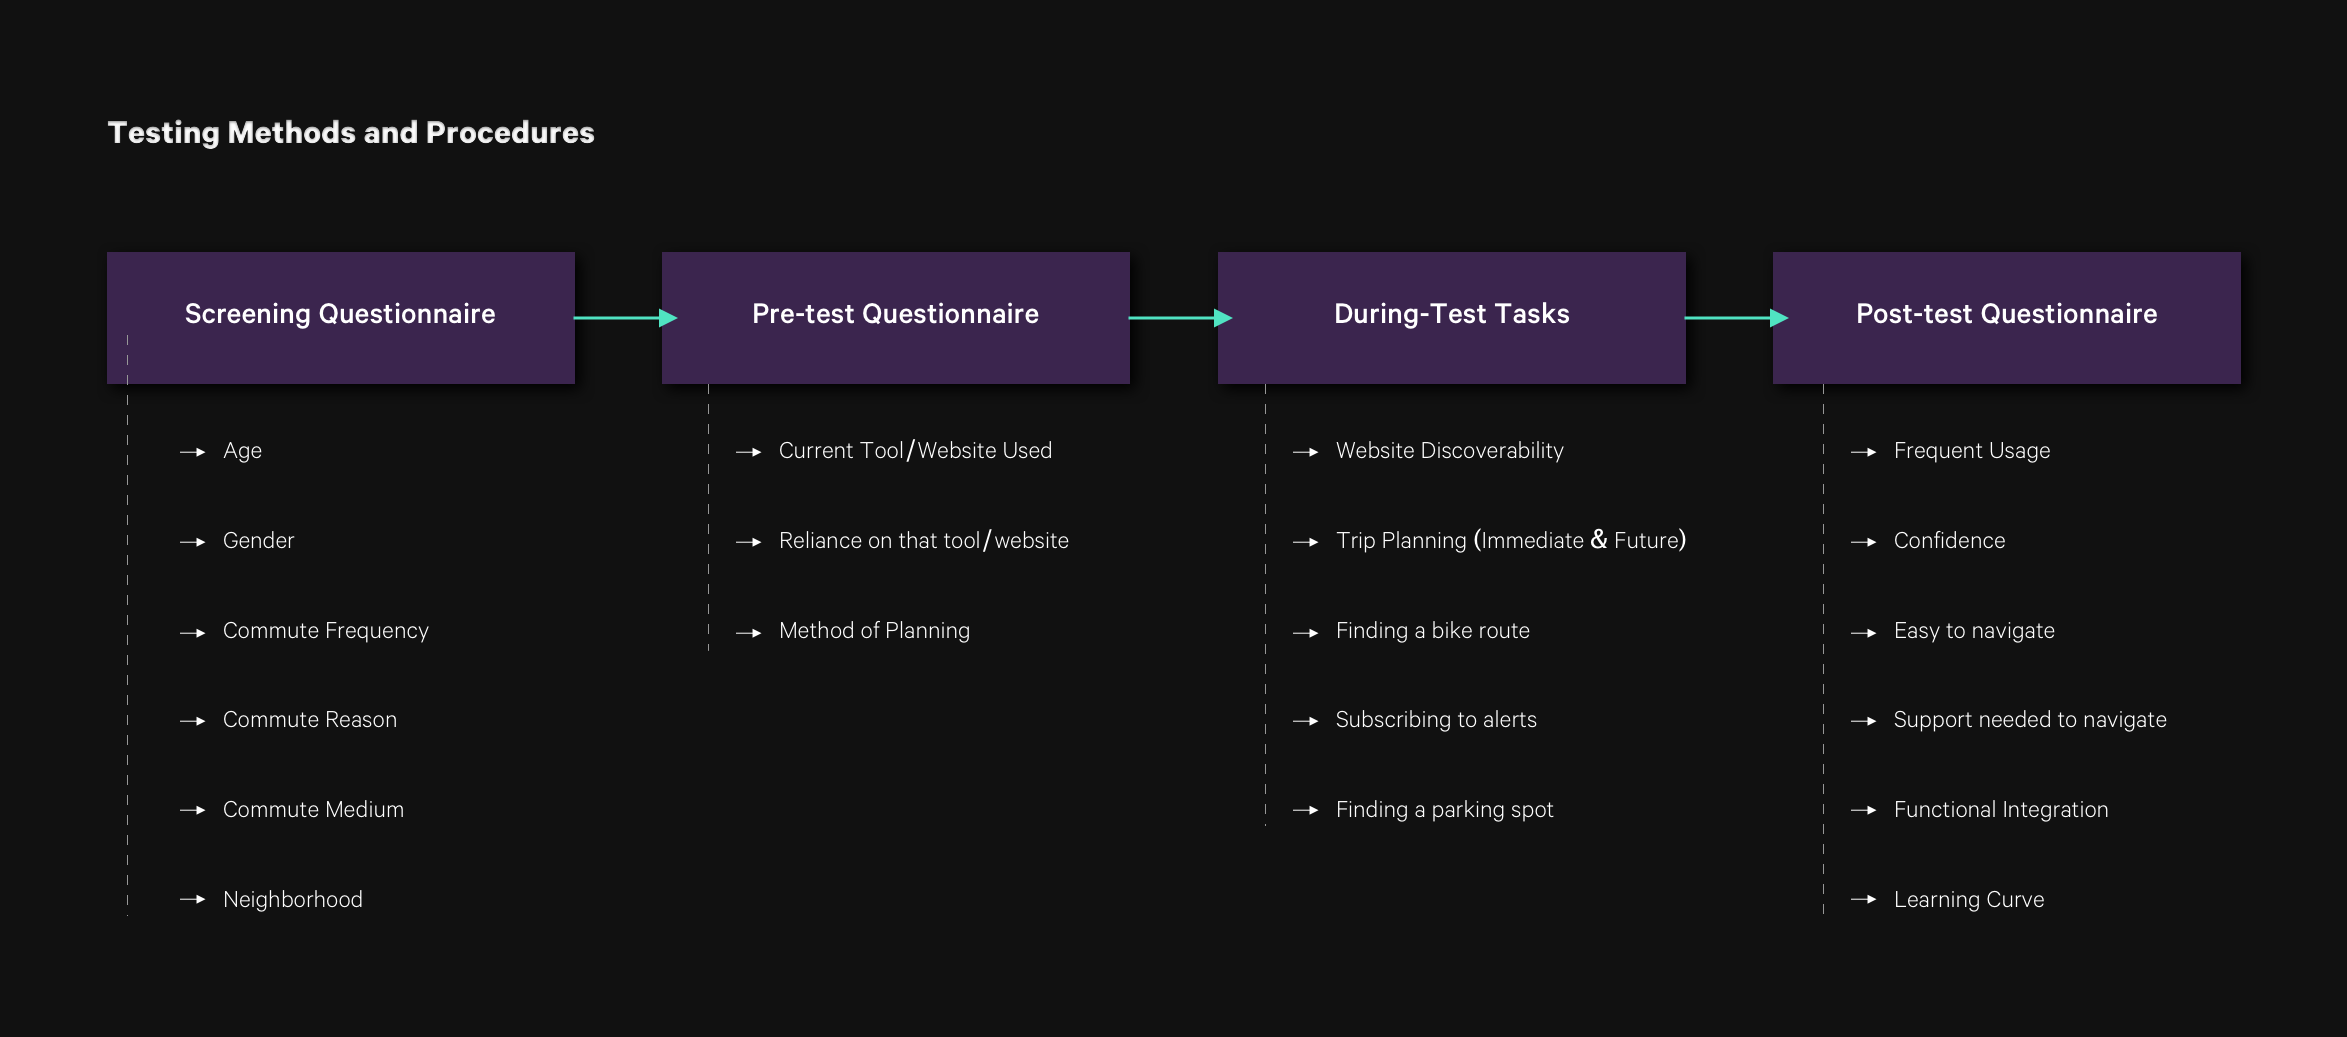 Testing Methods and Procedures
Screening Questionnaire
Age
Gender
Commute Frequency
Commute Reason
Commute Medium
Neighborhood
Pre-test Questionnaire
Current Tool/Website Used
Reliance on that tool/website
Method of Planning
During-Test Tasks
Website Discoverability
Trip Planning (Immediate & Future)
Finding a bike route
Subscribing to alerts
Finding a parking spot
Post-test Questionnaire
Frequent Usage
Confidence
Easy to navigate
Support needed to navigate
Functional Integration
Learning Curve